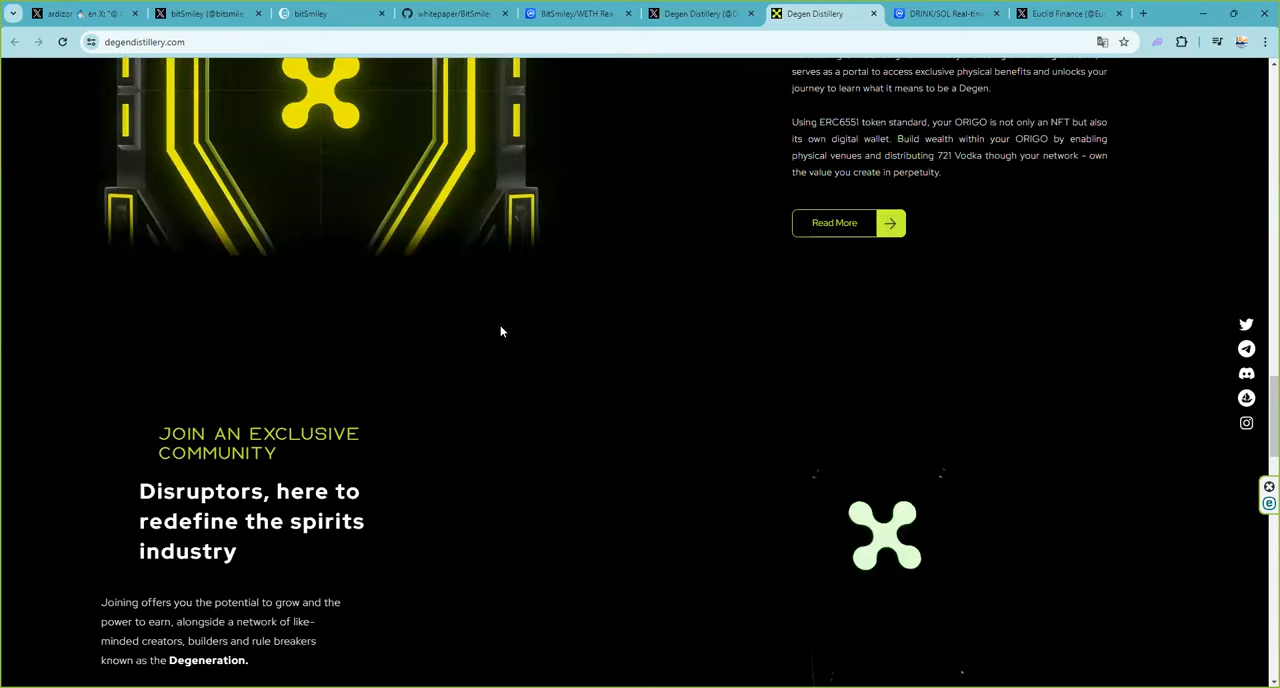 ardizor
en X: "@
bitSmiley (@bitsmile
bitSmiley
whitepaper/BitSmiley
BitSmiley/WETH Rea
Degen Distillery (@D
Degen Distillery
DRINK/SOL Real-time
Euclid Finance (@Euc
degendistillery.com
serves as a portal to access exclusive physical benefits and unlocks your
journey to learn what it means to be a Degen.
Using ERC6551 token standard, your ORIGO is not only an NFT but also
its own digital wallet. Build wealth within your ORIGO by enabling
physical venues and distributing 721 Vodka though your network - own
the value you create in perpetuity.
Read More
JOIN AN EXCLUSIVE
COMMUNITY
Disruptors, here to
redefine the spirits
industry
Joining offers you the potential to grow and the
power to earn, alongside a network of like-
minded creators, builders and rule breakers
known as the Degeneration.